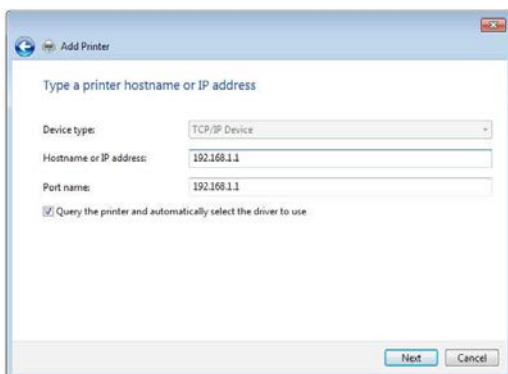 Add Printer
Type a printer hostname or IP address
Device type: TCP/IP Device
Hostname or IP address: 192.168.1.1
Port name: 192.168.1.1
Query the printer and automatically select the driver to use
Next Cancel